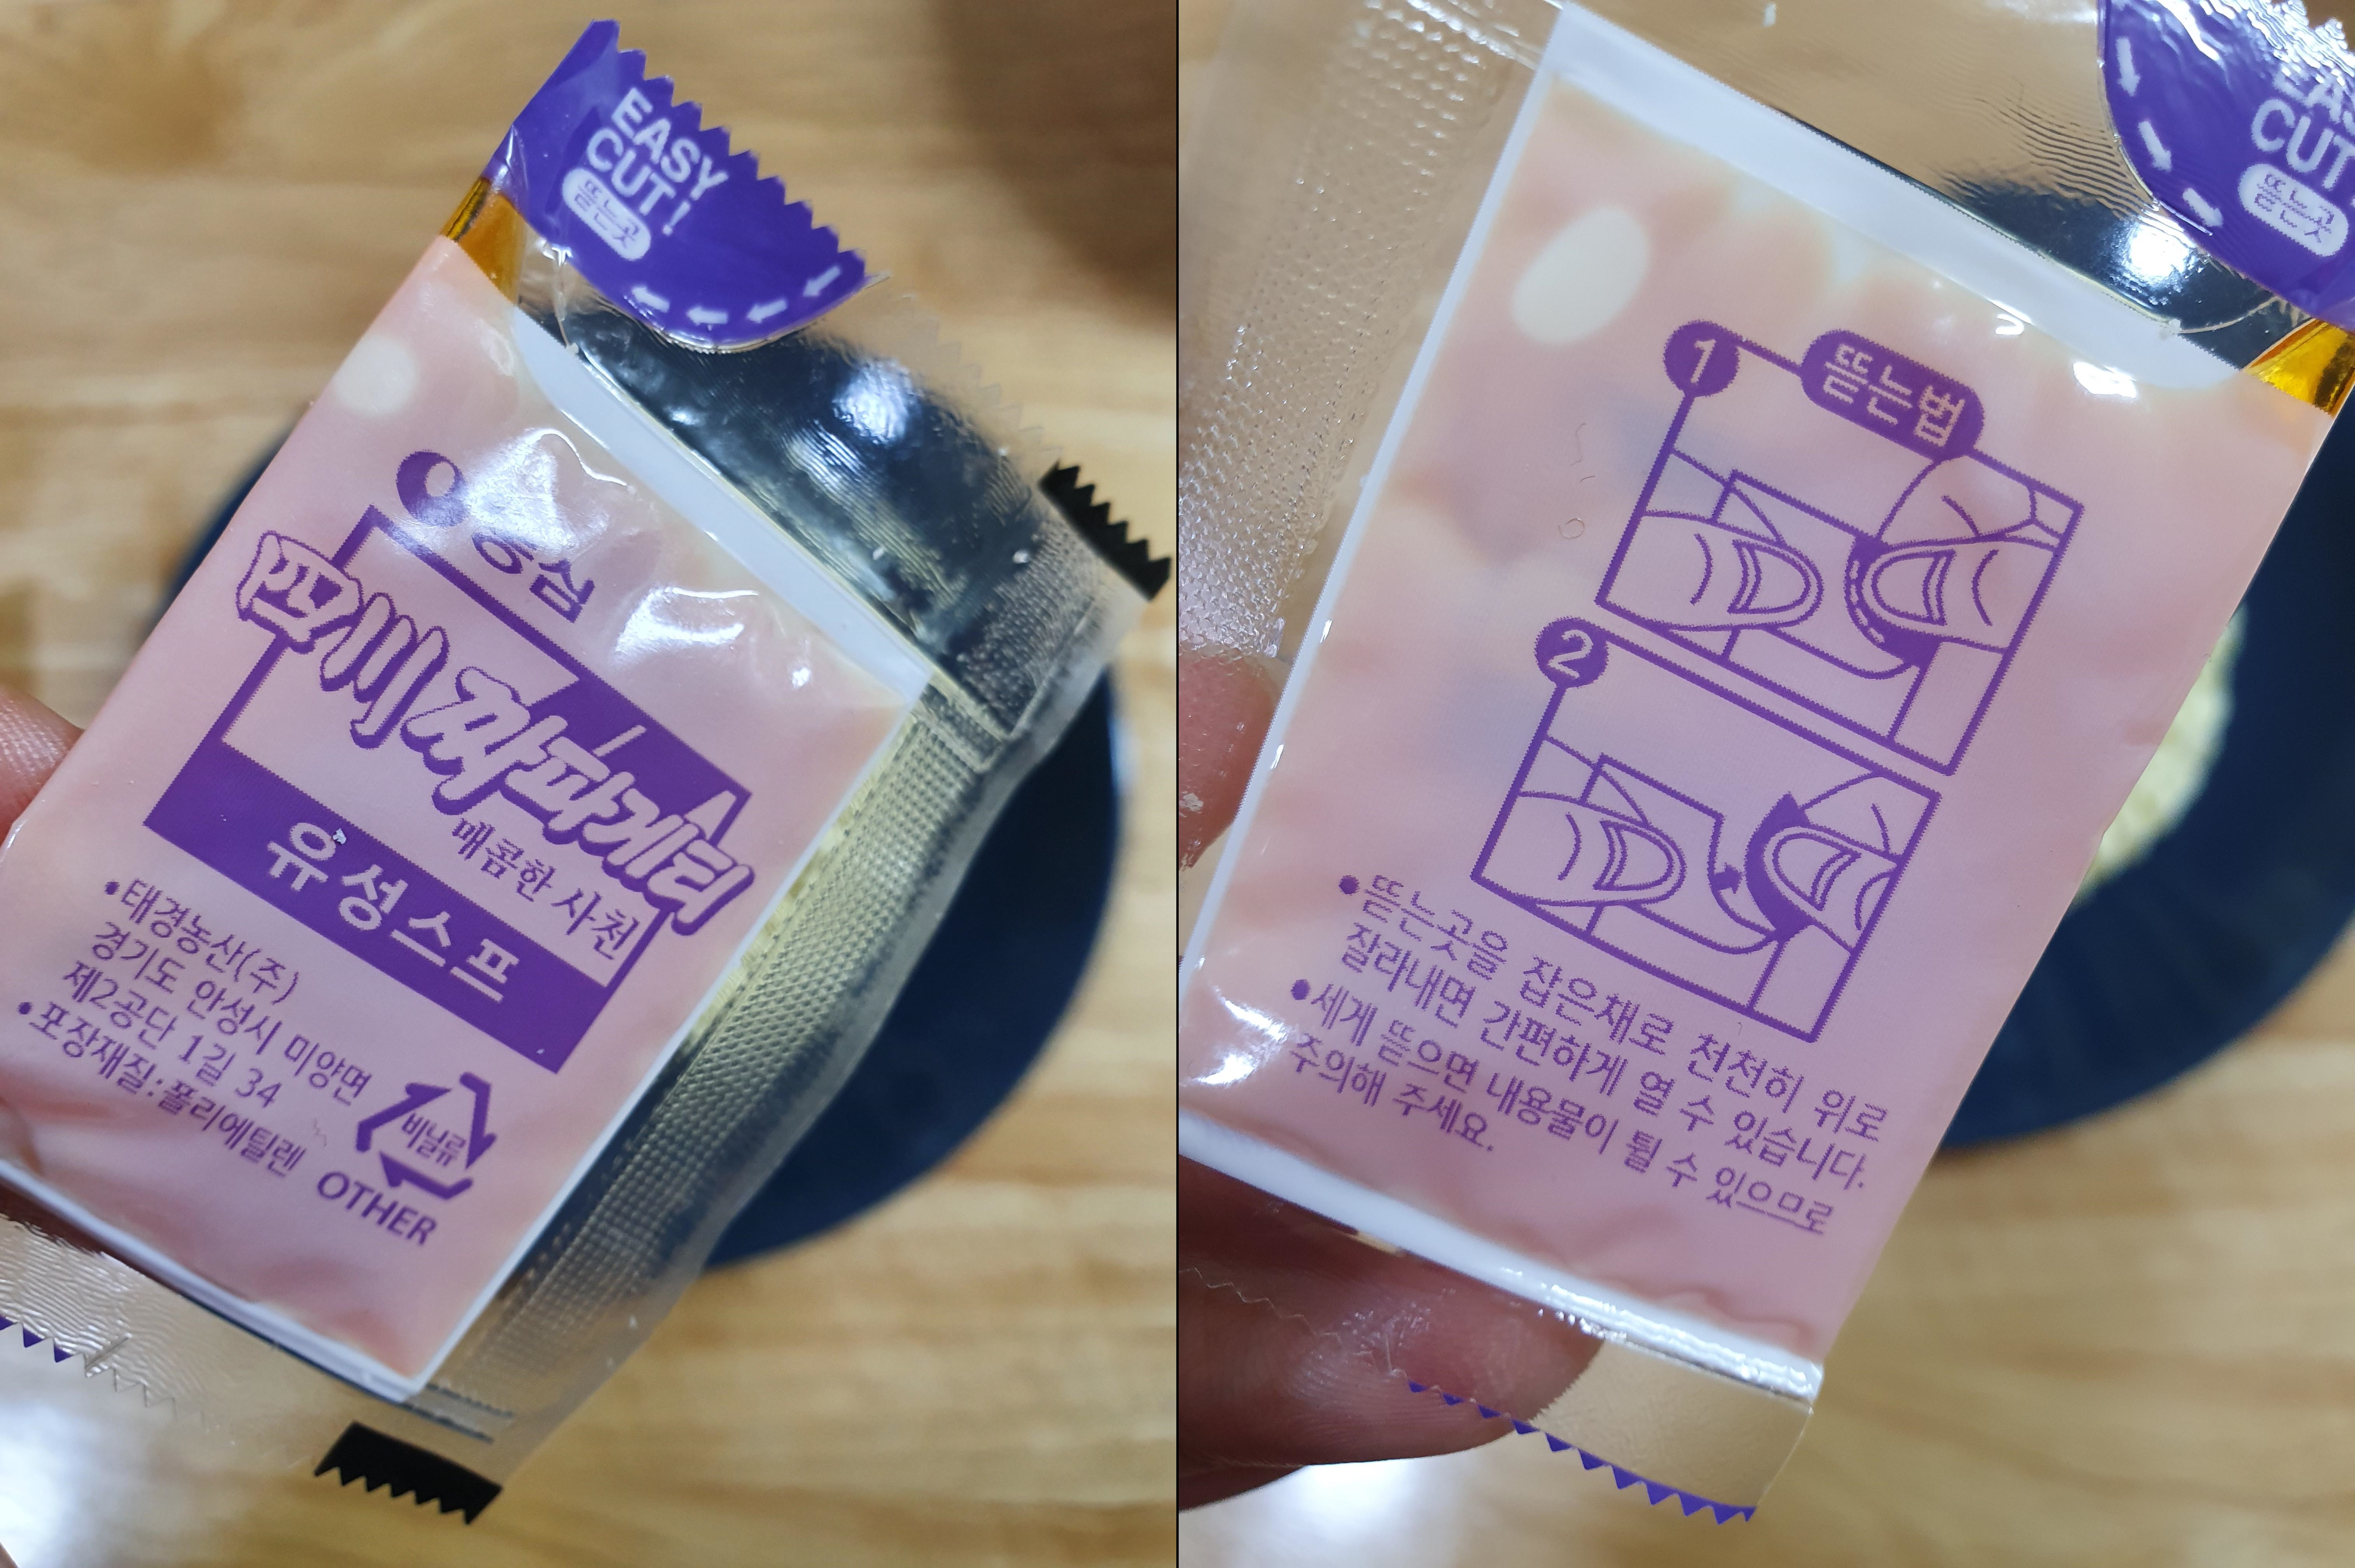 EASY
CUT!
뜯는곳
농심
짜파게리
매콤한 사천
유성스프
•태경농산(주)
경기도 안성시 미양면
제2공단 1길 34
•포장재질:폴리에틸렌
비닐류
OTHER
EAS
CUT
뜯는곳
1 뜯는법
2
•뜯는곳을 잡은채로 천천히 위로
잘라내면 간편하게 열 수 있습니다.
•세게 뜯으면 내용물이 튈 수 있으므로
주의해 주세요.